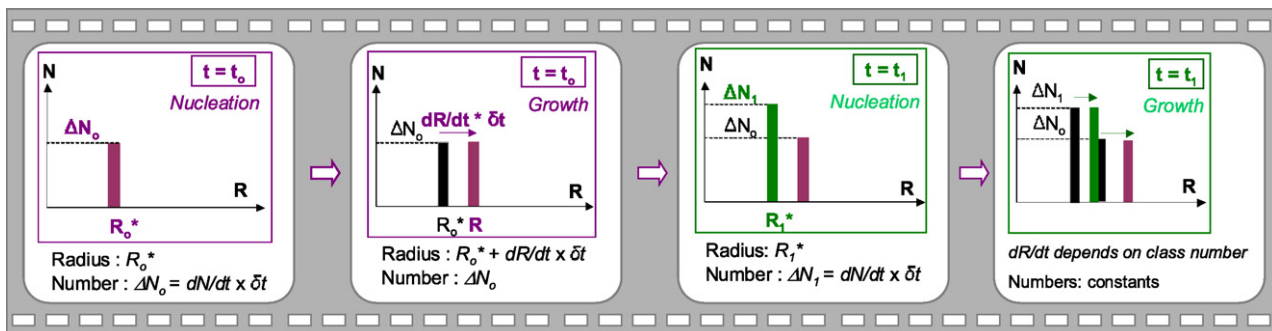 t = tₒ
N
Nucleation
ΔNₒ
R
Rₒ*
Radius : Rₒ*
Number : ΔNₒ = dN/dt x δt
t = tₒ
N
Growth
dR/dt * δt
ΔNₒ
R
Rₒ* R
Radius : Rₒ* + dR/dt x δt
Number : ΔNₒ
t = t₁
N
Nucleation
ΔN₁
ΔNₒ
R
R₁*
Radius: R₁*
Number : ΔN₁ = dN/dt x δt
t = t₁
N
Growth
ΔN₁
ΔNₒ
R
dR/dt depends on class number
Numbers: constants